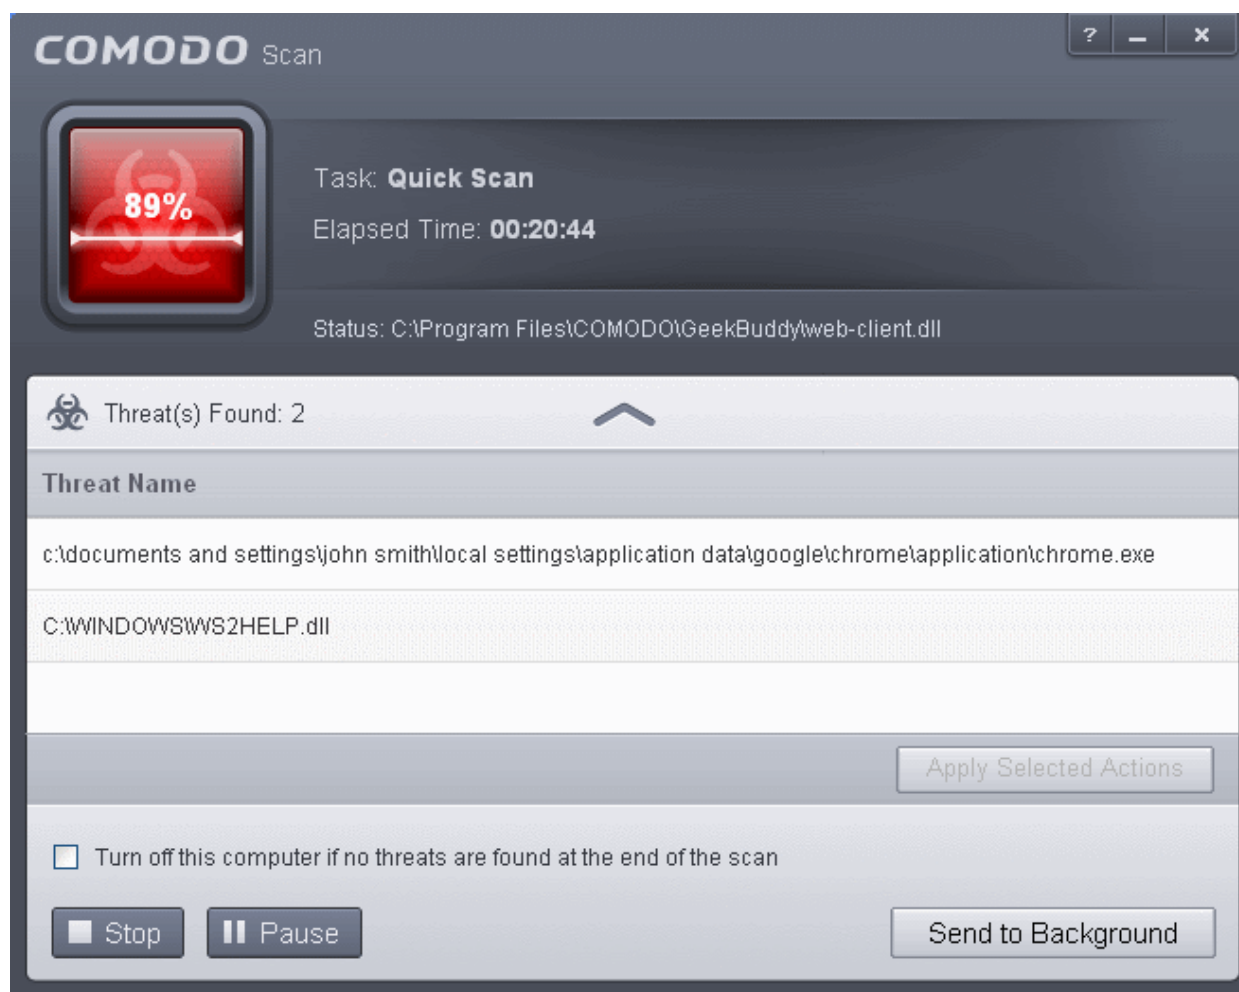 COMODO Scan
? – x
89%
Task: Quick Scan
Elapsed Time: 00:20:44
Status: C:\Program Files\COMODO\GeekBuddy\web-client.dll
Threat(s) Found: 2
Threat Name
c:\documents and settings\john smith\local settings\application data\google\chrome\application\chrome.exe
C:\WINDOWS\WS2HELP.dll
Apply Selected Actions
Turn off this computer if no threats are found at the end of the scan
Stop
Pause
Send to Background